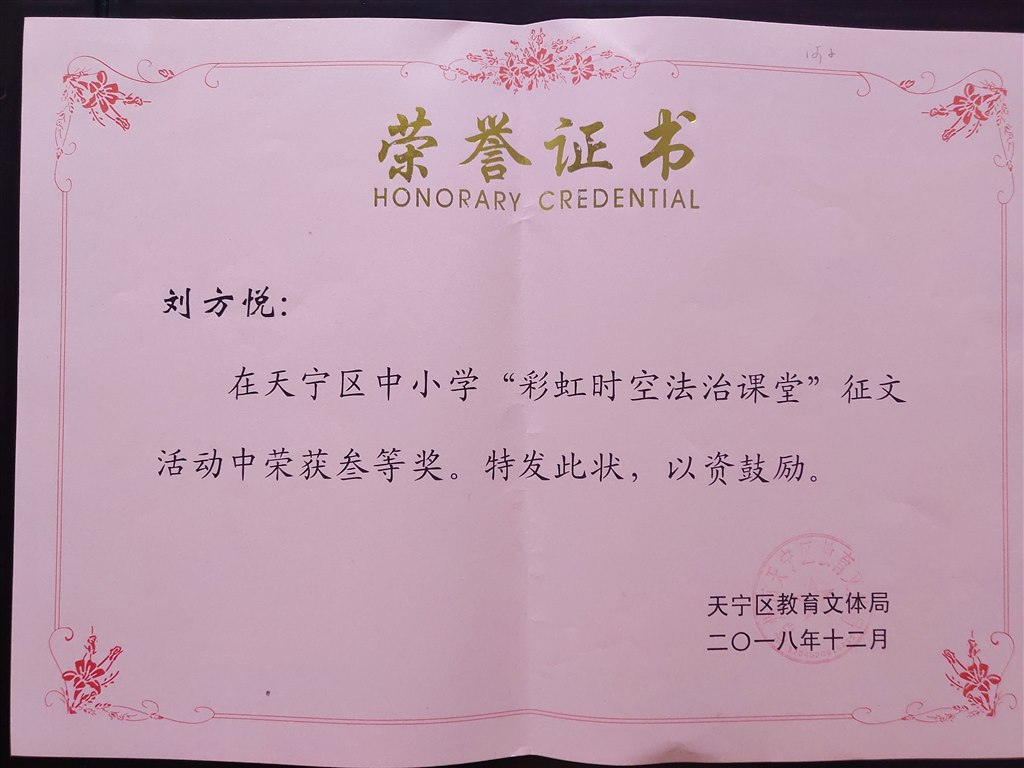 荣誉证书
HONORARY CREDENTIAL
刘方悦：
在天宁区中小学“彩虹时空法治课堂”征文
活动中荣获叁等奖。特发此状，以资鼓励。
天宁区教育文体局
二〇一八年十二月